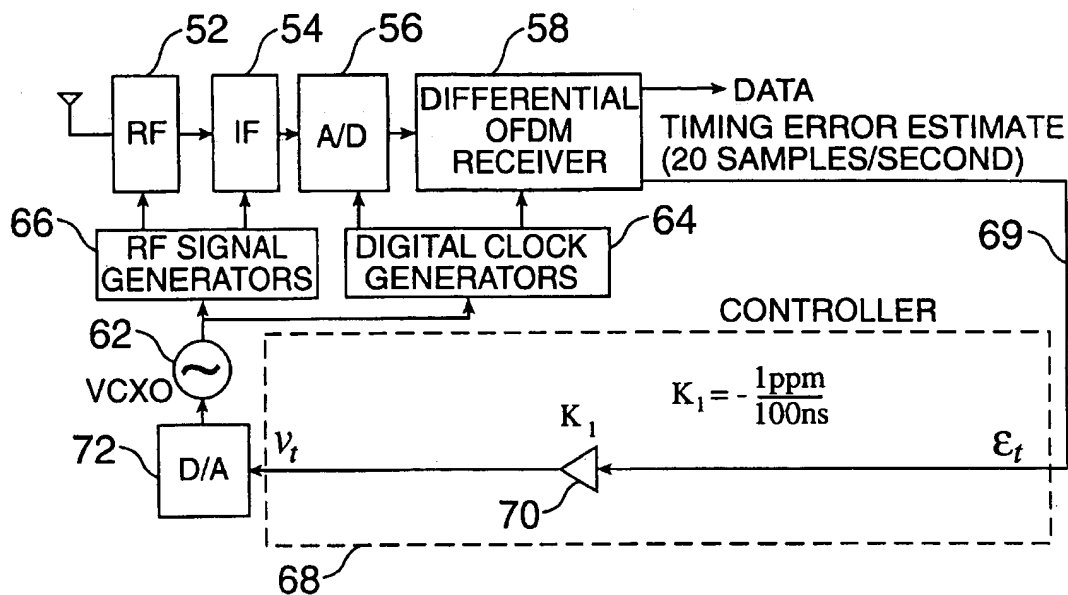 52
54
56
58
RF
IF
A/D
DIFFERENTIAL
OFDM
RECEIVER
DATA
TIMING ERROR ESTIMATE
(20 SAMPLES/SECOND)
66
RF SIGNAL
GENERATORS
DIGITAL CLOCK
GENERATORS
64
69
CONTROLLER
62
VCXO
K₁ = - 1ppm
100ns
K₁
72
D/A
νₜ
εₜ
70
68